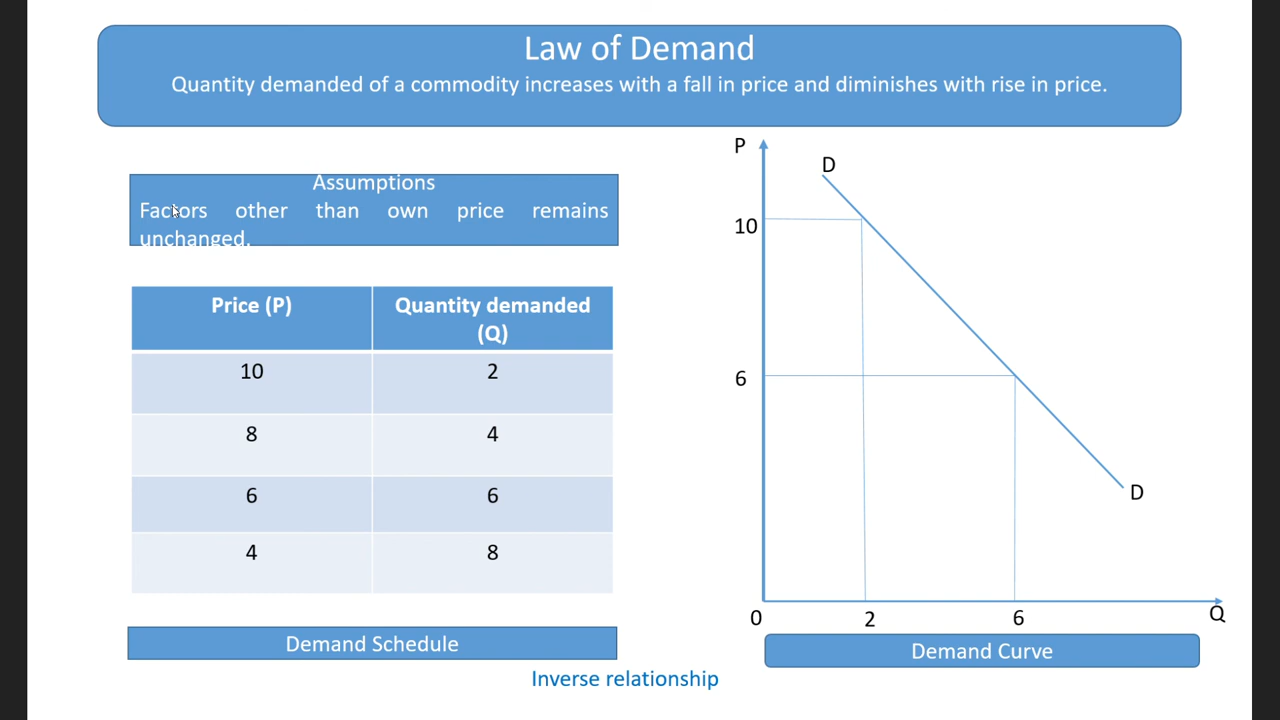 Law of Demand
Quantity demanded of a commodity increases with a fall in price and diminishes with rise in price.
Assumptions
Factors other than own price remains
unchanged.
Price (P)
Quantity demanded
(Q)
10
2
8
4
6
6
4
8
Demand Schedule
P
D
10
6
D
0
2
6
Q
Demand Curve
Inverse relationship